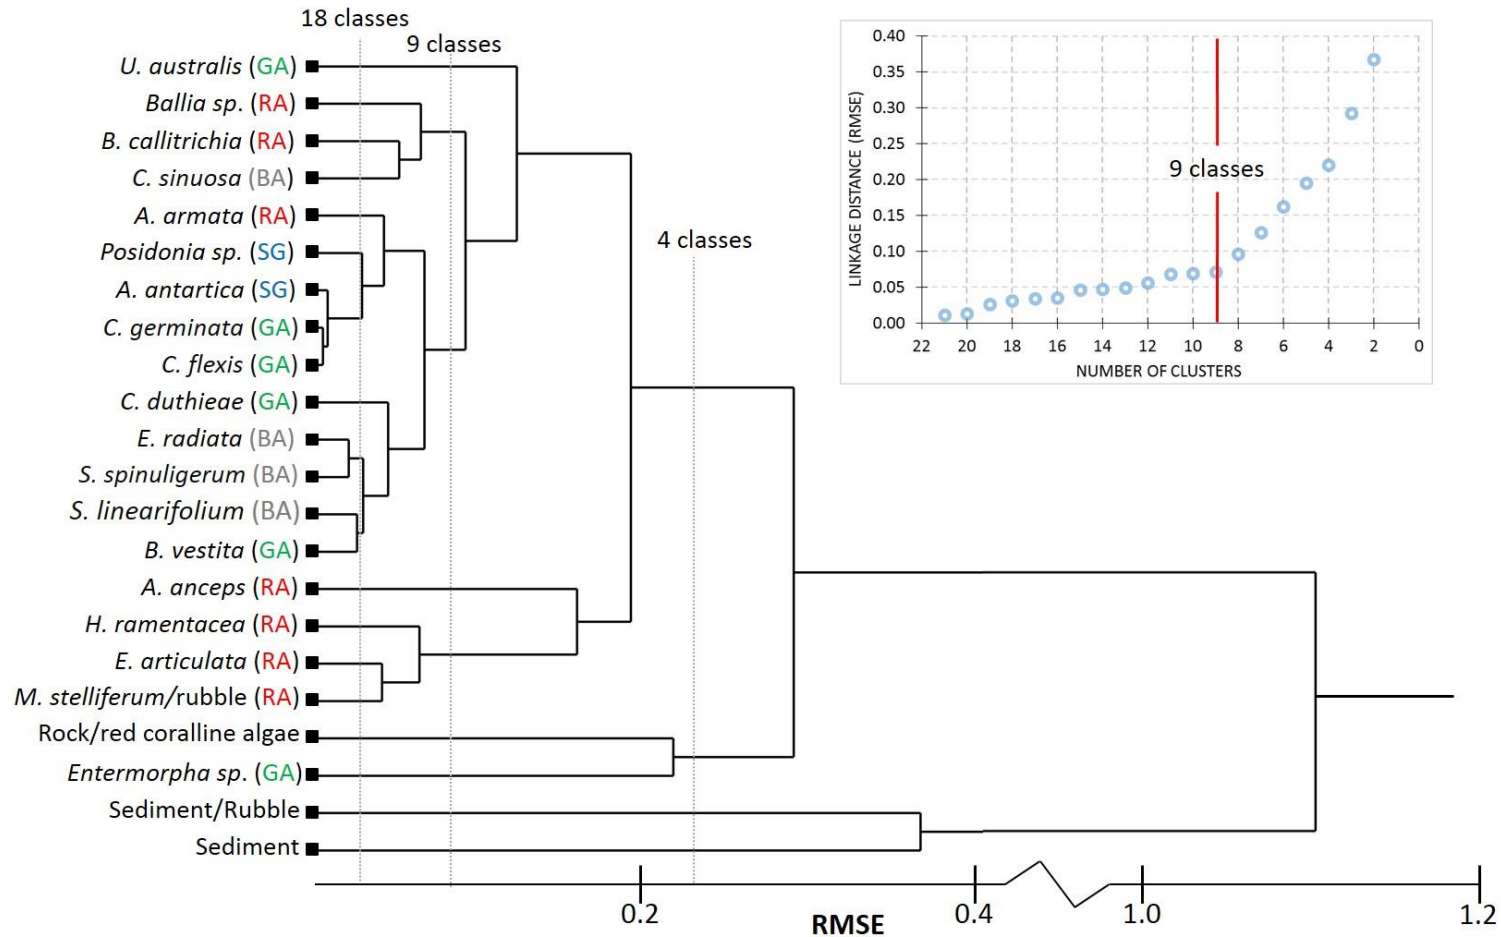 18 classes
9 classes
U. australis (GA)
Ballia sp. (RA)
B. callitrichia (RA)
C. sinuosa (BA)
A. armata (RA)
Posidonia sp. (SG)
A. antartica (SG)
C. germinata (GA)
C. flexis (GA)
C. duthieae (GA)
E. radiata (BA)
S. spinuligerum (BA)
S. linearifolium (BA)
B. vestita (GA)
A. anceps (RA)
H. ramentacea (RA)
E. articulata (RA)
M. stelliferum/rubble (RA)
Rock/red coralline algae
Entermorpha sp. (GA)
Sediment/Rubble
Sediment
4 classes
0.2 0.4 1.0 1.2
RMSE
LINKAGE DISTANCE (RMSE)
0.40
0.35
0.30
0.25
0.20
0.15
0.10
0.05
0.00
9 classes
22 20 18 16 14 12 10 8 6 4 2 0
NUMBER OF CLUSTERS